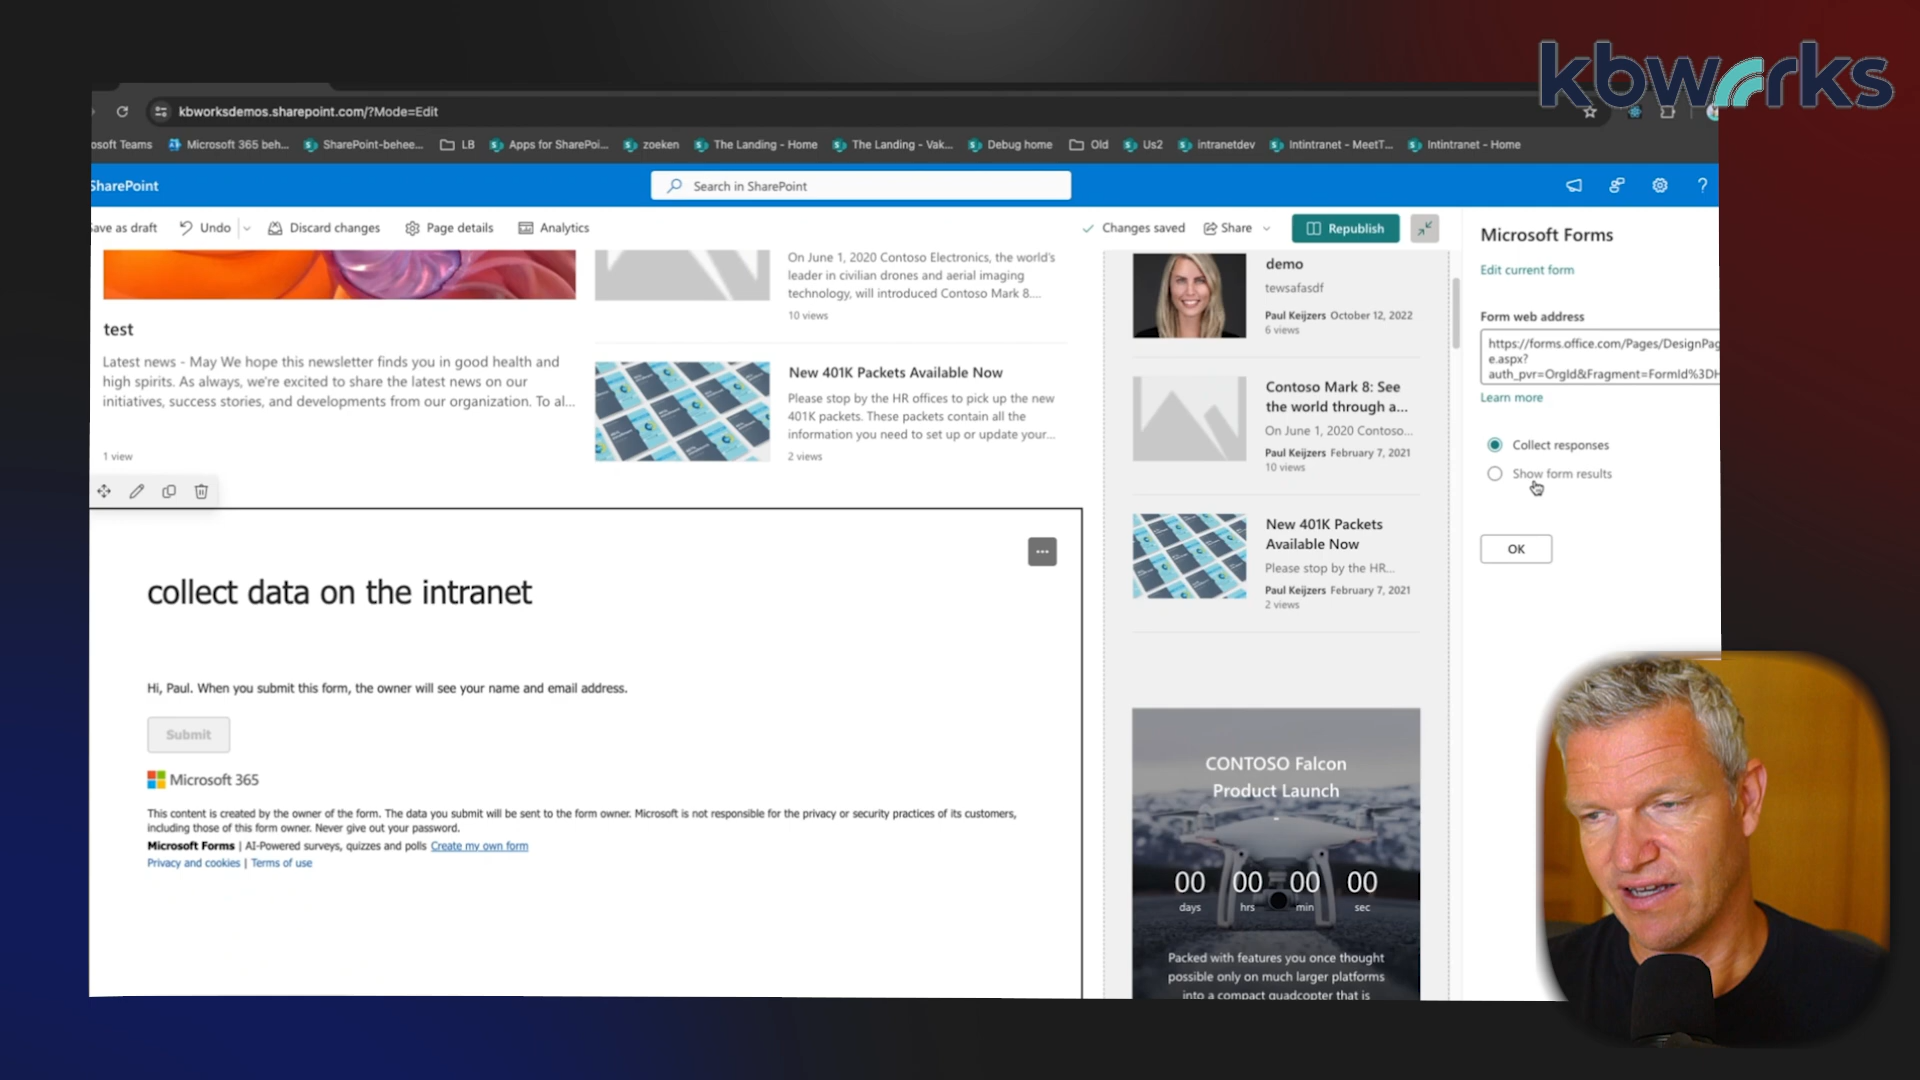 kbworks
kbworksdemos.sharepoint.com/?Mode=Edit
osoft Teams
Microsoft 365 beh...
SharePoint-behee...
LB
Apps for SharePoi...
zoeken
The Landing - Home
The Landing - Vak...
Debug home
Old
Us2
intranetdev
Intintranet - MeetT...
Intintranet - Home
SharePoint
Search in SharePoint
?
ave as draft
Undo
Discard changes
Page details
Analytics
Changes saved
Share
Republish
test
Latest news - May We hope this newsletter finds you in good health and
high spirits. As always, we're excited to share the latest news on our
initiatives, success stories, and developments from our organization. To al...
1 view
On June 1, 2020 Contoso Electronics, the world's
leader in civilian drones and aerial imaging
technology, will introduced Contoso Mark 8....
10 views
New 401K Packets Available Now
Please stop by the HR offices to pick up the new
401K packets. These packets contain all the
information you need to set up or update your...
2 views
collect data on the intranet
Hi, Paul. When you submit this form, the owner will see your name and email address.
Submit
Microsoft 365
This content is created by the owner of the form. The data you submit will be sent to the form owner. Microsoft is not responsible for the privacy or security practices of its customers,
including those of this form owner. Never give out your password.
Microsoft Forms | AI-Powered surveys, quizzes and polls Create my own form
Privacy and cookies | Terms of use
demo
tewsafasdf
Paul Keijzers October 12, 2022
6 views
Contoso Mark 8: See
the world through a...
On June 1, 2020 Contoso...
Paul Keijzers February 7, 2021
10 views
New 401K Packets
Available Now
Please stop by the HR...
Paul Keijzers February 7, 2021
2 views
CONTOSO Falcon
Product Launch
00 00 00 00
days hrs min sec
Packed with features you once thought
possible only on much larger platforms
into a compact quadcopter that is
Microsoft Forms
Edit current form
Form web address
https://forms.office.com/Pages/DesignPag
e.aspx?
auth_pvr=OrgId&Fragment=FormId%3DH
Learn more
Collect responses
Show form results
OK